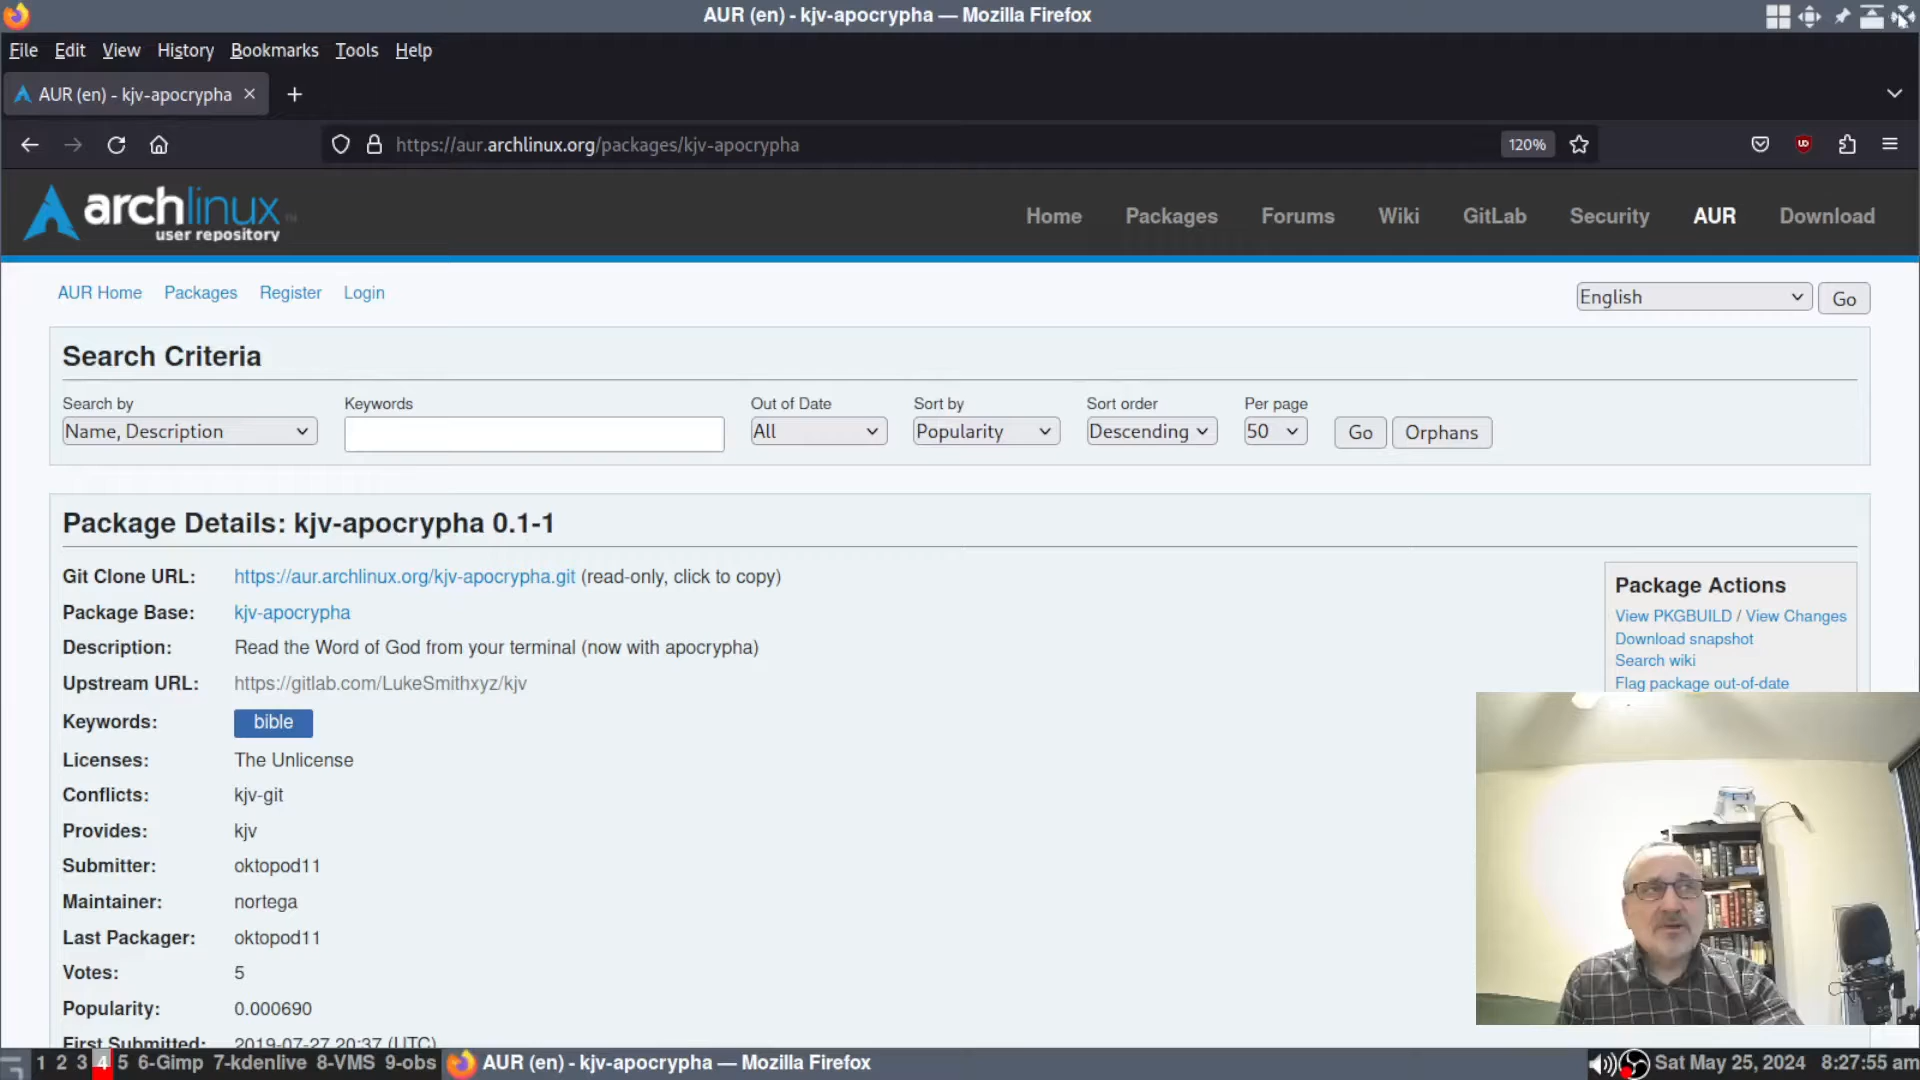 AUR (en) - kjv-apocrypha — Mozilla Firefox
File Edit View History Bookmarks Tools Help
AUR (en) - kjv-apocrypha
https://aur.archlinux.org/packages/kjv-apocrypha 120%
archlinux
user repository
Home Packages Forums Wiki GitLab Security AUR Download
AUR Home Packages Register Login
English Go
Search Criteria
Search by Keywords Out of Date Sort by Sort order Per page
Name, Description All Popularity Descending 50 Go Orphans
Package Details: kjv-apocrypha 0.1-1
Git Clone URL: https://aur.archlinux.org/kjv-apocrypha.git (read-only, click to copy)
Package Base: kjv-apocrypha
Description: Read the Word of God from your terminal (now with apocrypha)
Upstream URL: https://gitlab.com/LukeSmithxyz/kjv
Keywords: bible
Licenses: The Unlicense
Conflicts: kjv-git
Provides: kjv
Submitter: oktopod11
Maintainer: nortega
Last Packager: oktopod11
Votes: 5
Popularity: 0.000690
First Submitted: 2019-07-27 20:37 (UTC)
Package Actions
View PKGBUILD / View Changes
Download snapshot
Search wiki
Flag package out-of-date
1 2 3 4 5 6-Gimp 7-kdenlive 8-VMS 9-obs AUR (en) - kjv-apocrypha — Mozilla Firefox Sat May 25, 2024 8:27:55 am